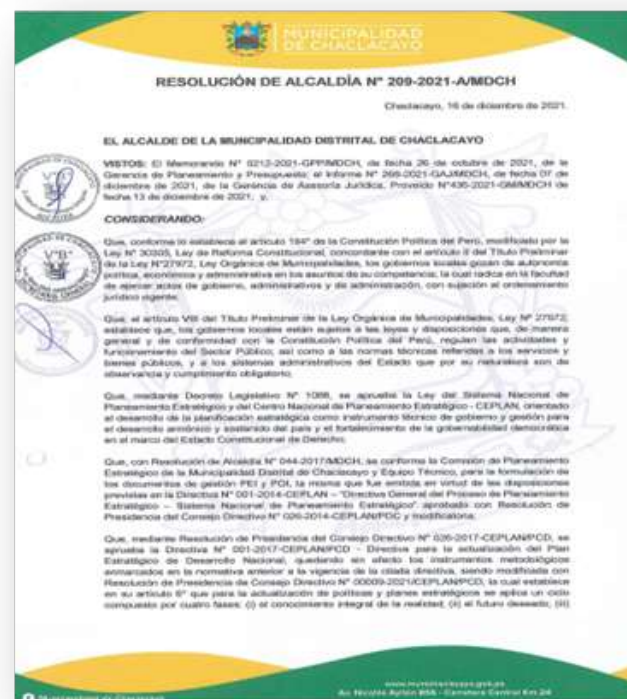 MUNICIPALIDAD
DE CHACLACAYO
RESOLUCIÓN DE ALCALDÍA N° 209-2021-A/MDCH
Chaclacayo, 16 de diciembre de 2021.
EL ALCALDE DE LA MUNICIPALIDAD DISTRITAL DE CHACLACAYO
VISTOS: El Memorando N° 0212-2021-GPP/MDCH, de fecha 26 de octubre de 2021, de la
Gerencia de Planeamiento y Presupuesto; el Informe N° 266-2021-GAJ/MDCH, de fecha 07 de
diciembre de 2021, de la Gerencia de Asesoría Jurídica, Proveído N°436-2021-GM/MDCH de
fecha 13 de diciembre de 2021, y,
CONSIDERANDO:
Que, conforme lo establece el artículo 194° de la Constitución Política del Perú, modificado por la
Ley N° 30305, Ley de Reforma Constitucional, concordante con el artículo II del Título Preliminar
de la Ley N°27972, Ley Orgánica de Municipalidades, los gobiernos locales gozan de autonomía
política, económica y administrativa en los asuntos de su competencia, la cual radica en la facultad
de ejercer actos de gobierno, administrativos y de administración, con sujeción al ordenamiento
jurídico vigente.
Que, el artículo VIII del Título Preliminar de la Ley Orgánica de Municipalidades, Ley N° 27972,
establece que, los gobiernos locales están sujetos a las leyes y disposiciones que, de manera
general y de conformidad con la Constitución Política del Perú, regulan las actividades y
funcionamiento del Sector Público; así como a las normas técnicas referidas a los servicios y
bienes públicos, y a los sistemas administrativos del Estado que por su naturaleza son de
observancia y cumplimiento obligatorio.
Que, mediante Decreto Legislativo N° 1088, se aprueba la Ley del Sistema Nacional de
Planeamiento Estratégico y del Centro Nacional de Planeamiento Estratégico - CEPLAN, orientado
al desarrollo de la planificación estratégica como instrumento técnico de gobierno y gestión para
el desarrollo armónico y sostenido del país y el fortalecimiento de la gobernabilidad democrática
en el marco del Estado Constitucional de Derecho;
Que, con Resolución de Alcaldía N° 044-2017/MDCH, se conforma la Comisión de Planeamiento
Estratégico de la Municipalidad Distrital de Chaclacayo y Equipo Técnico, para la formulación de
los documentos de gestión PEI y POI, la misma que fue emitida en virtud de las disposiciones
previstas en la Directiva N° 001-2014-CEPLAN – "Directiva General del Proceso de Planeamiento
Estratégico – Sistema Nacional de Planeamiento Estratégico" aprobado con Resolución de
Presidencia del Consejo Directivo N° 026-2014-CEPLAN/PDC y modificatoria;
Que, mediante Resolución de Presidencia del Consejo Directivo N° 026-2017-CEPLAN/PCD, se
aprueba la Directiva N° 001-2017-CEPLAN/PCD - Directiva para la actualización del Plan
Estratégico de Desarrollo Nacional, quedando sin efecto los instrumentos metodológicos
enmarcados en la normativa anterior a la vigencia de la citada directiva, siendo modificada con
Resolución de Presidencia de Consejo Directivo N° 00009-2021/CEPLAN/PCD, la cual establece
en su artículo 6° que para la actualización de políticas y planes estratégicos se aplica un ciclo
compuesto por cuatro fases: (i) el conocimiento integral de la realidad; (ii) el futuro deseado; (iii)
Av. Nicolás Ayllón 856 - Carretera Central Km.24